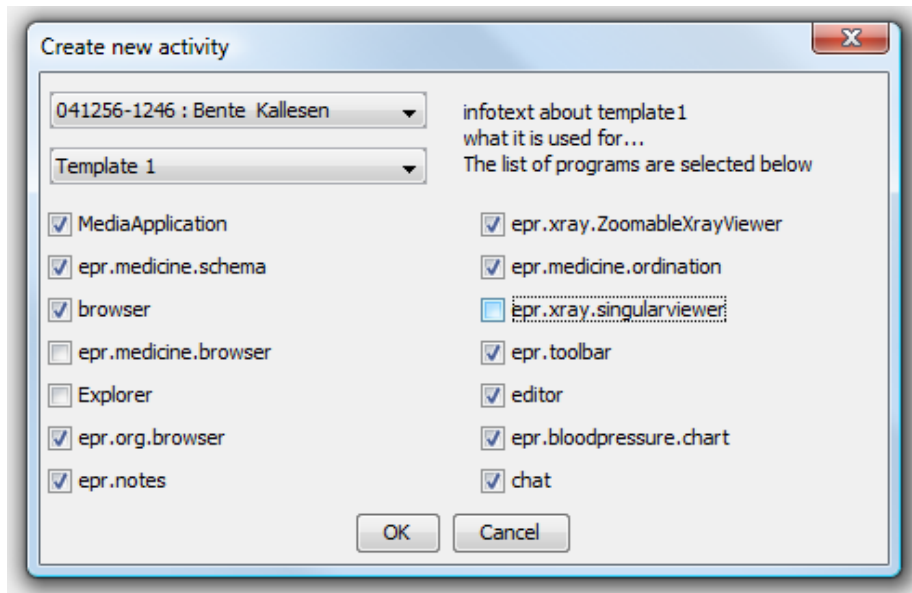 Create new activity
041256-1246 : Bente Kallesen
Template 1
infotext about template1
what it is used for...
The list of programs are selected below
MediaApplication
epr.medicine.schema
browser
epr.medicine.browser
Explorer
epr.org.browser
epr.notes
epr.xray.ZoomableXrayViewer
epr.medicine.ordination
epr.xray.singularviewer
epr.toolbar
editor
epr.bloodpressure.chart
chat
OK
Cancel